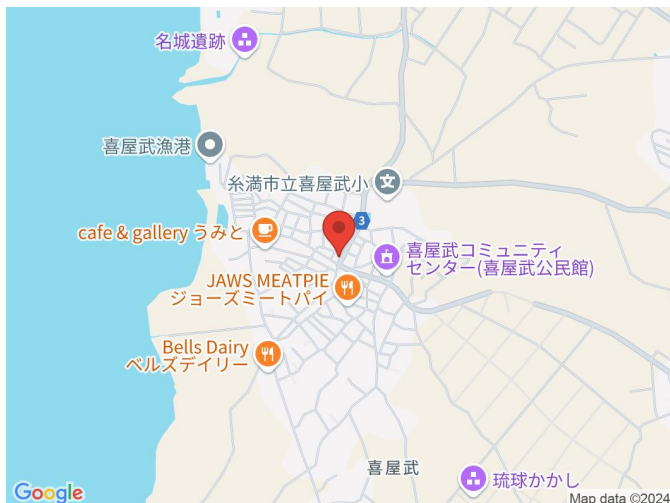 名城遺跡
喜屋武漁港
糸満市立喜屋武小
3
cafe & gallery うみと
喜屋武コミュニティ
センター(喜屋武公民館)
JAWS MEATPIE
ジョーズミートパイ
Bells Dairy
ベルズデイリー
喜屋武
琉球かかし
Google
Map data ©2024